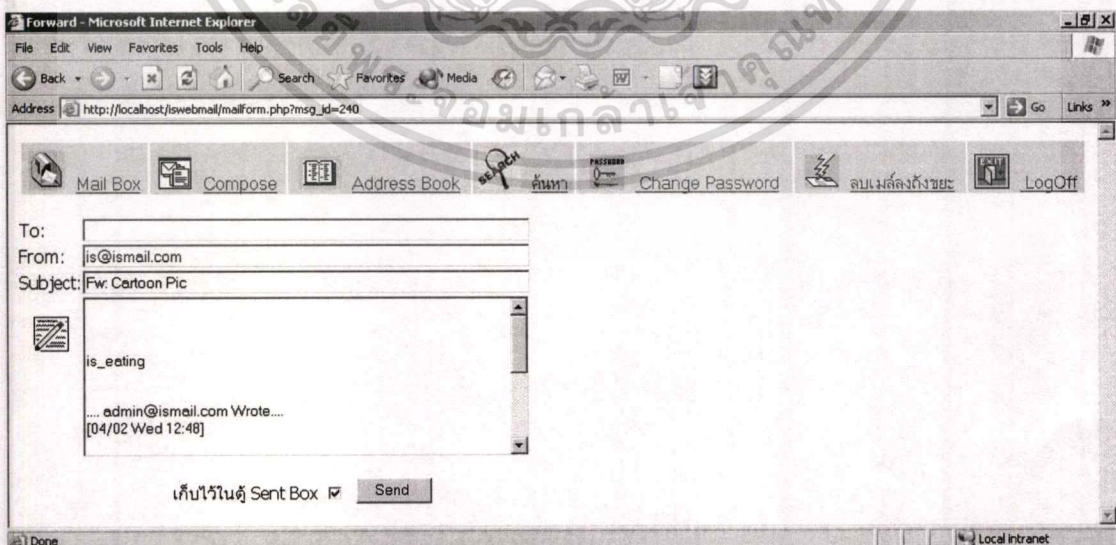 Forward - Microsoft Internet Explorer
File Edit View Favorites Tools Help
Back Search Favorites Media
Address http://localhost/iswebmail/mailform.php?msg_id=240 Go Links »
Mail Box Compose Address Book SEARCH ค้นหา PASSWORD Change Password ลบเมล์ลงถังขยะ EXIT LogOff
To:
From: is@ismail.com
Subject: Fw: Cartoon Pic
is_eating
.... admin@ismail.com Wrote....
[04/02 Wed 12:48]
เก็บไว้ในตู้ Sent Box Send
Done Local intranet